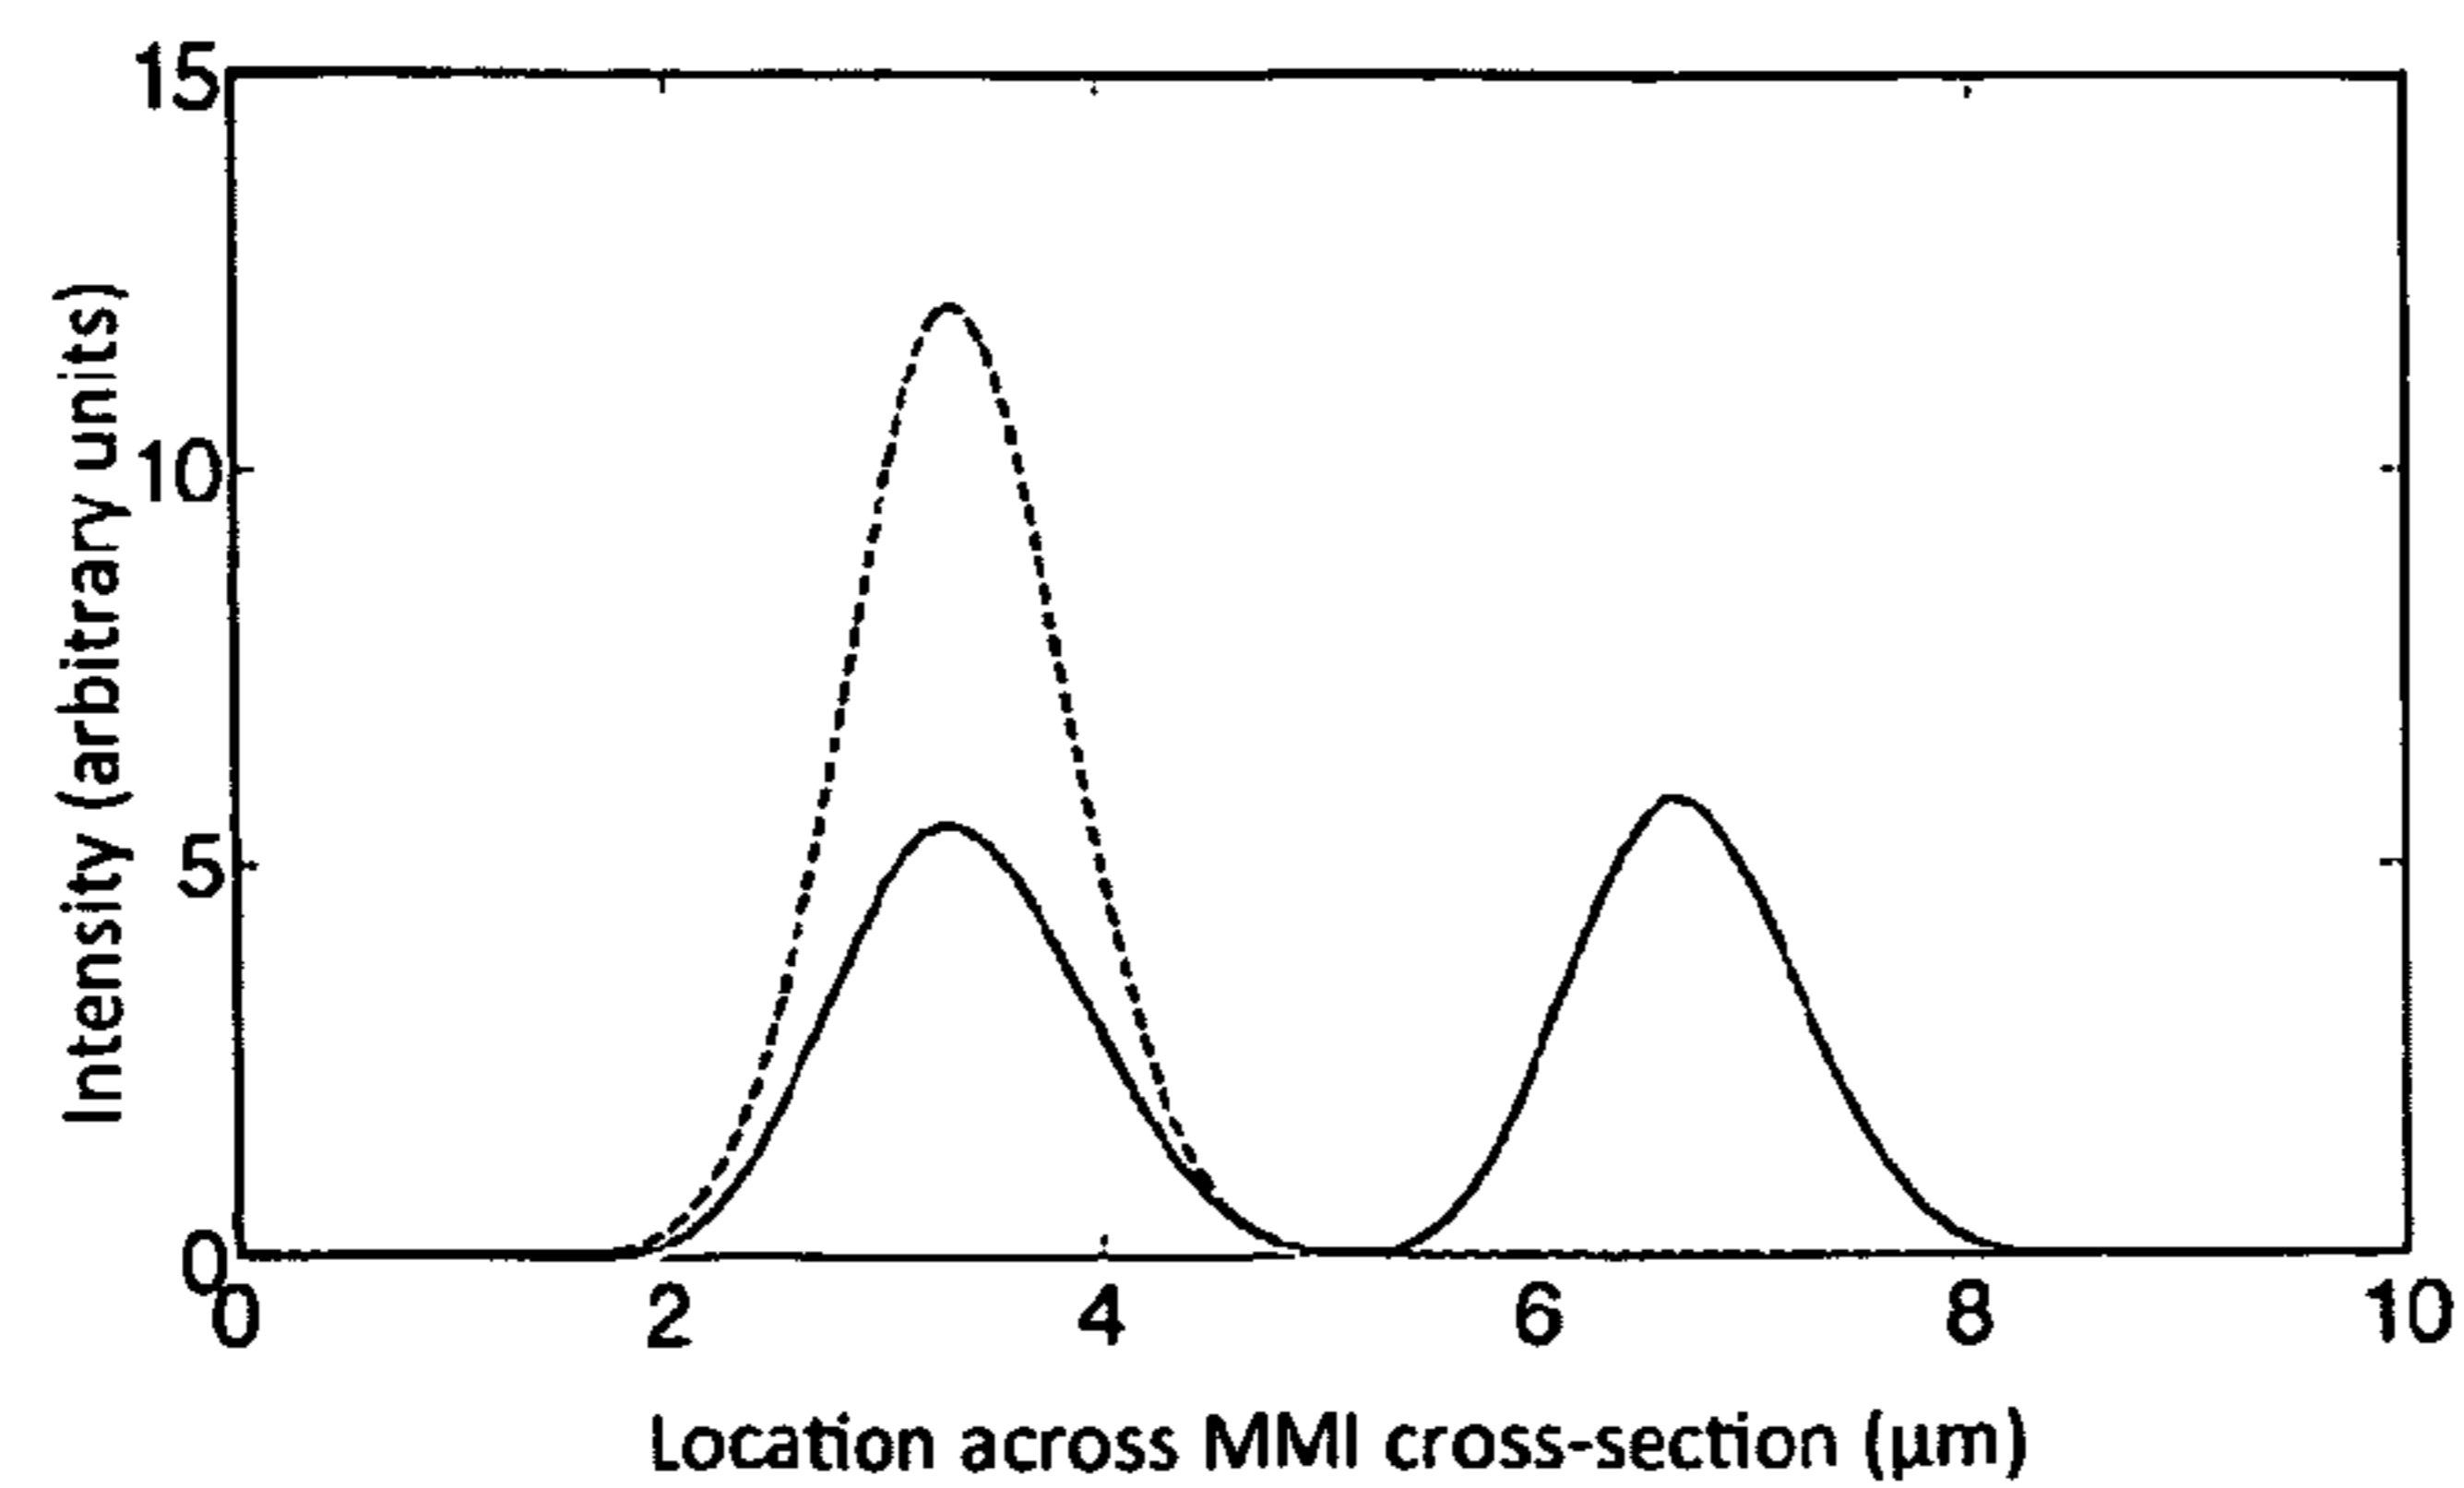 15
10
5
0
Intensity (arbitrary units)
0 2 4 6 8 10
Location across MMI cross-section (μm)